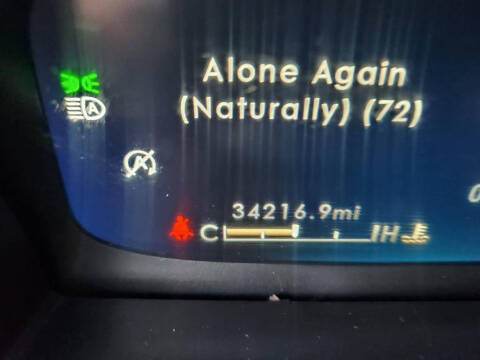 Alone Again
(Naturally) (72)
A
A
34216.9mi
C H